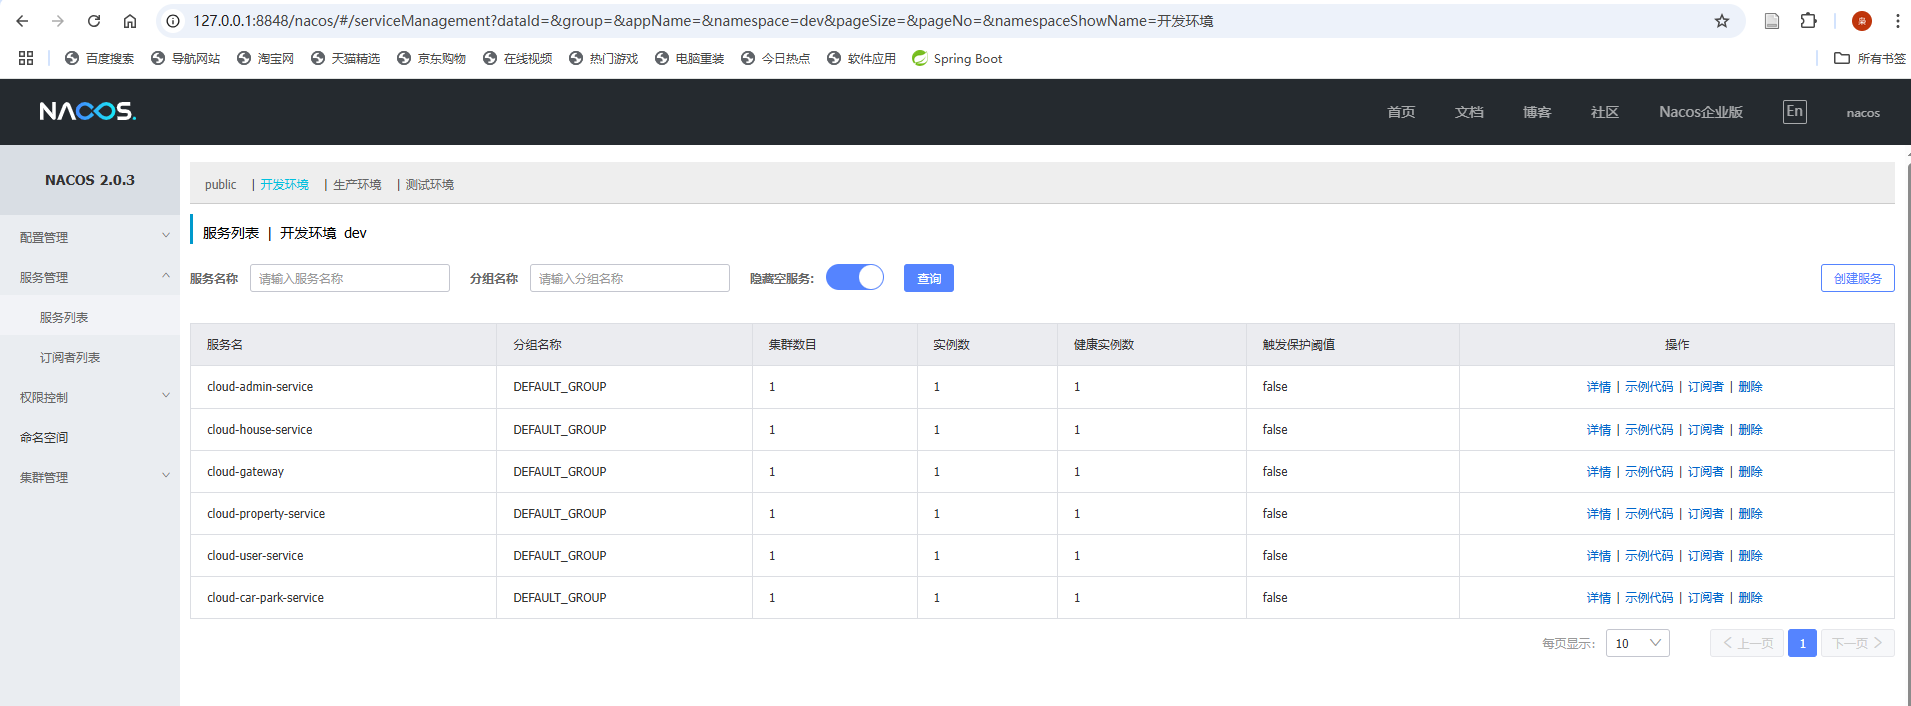 127.0.0.1:8848/nacos/#/serviceManagement?dataId=&group=&appName=&namespace=dev&pageSize=&pageNo=&namespaceShowName=开发环境
百度搜索 导航网站 淘宝网 天猫精选 京东购物 在线视频 热门游戏 电脑重装 今日热点 软件应用 Spring Boot 所有书签
NACOS. 首页 文档 博客 社区 Nacos企业版 En nacos
NACOS 2.0.3
配置管理
服务管理
服务列表
订阅者列表
权限控制
命名空间
集群管理
public | 开发环境 | 生产环境 | 测试环境
服务列表 | 开发环境 dev
服务名称 请输入服务名称 分组名称 请输入分组名称 隐藏空服务: 查询 创建服务
服务名 分组名称 集群数目 实例数 健康实例数 触发保护阈值 操作
cloud-admin-service DEFAULT_GROUP 1 1 1 false 详情 | 示例代码 | 订阅者 | 删除
cloud-house-service DEFAULT_GROUP 1 1 1 false 详情 | 示例代码 | 订阅者 | 删除
cloud-gateway DEFAULT_GROUP 1 1 1 false 详情 | 示例代码 | 订阅者 | 删除
cloud-property-service DEFAULT_GROUP 1 1 1 false 详情 | 示例代码 | 订阅者 | 删除
cloud-user-service DEFAULT_GROUP 1 1 1 false 详情 | 示例代码 | 订阅者 | 删除
cloud-car-park-service DEFAULT_GROUP 1 1 1 false 详情 | 示例代码 | 订阅者 | 删除
每页显示: 10 上一页 1 下一页